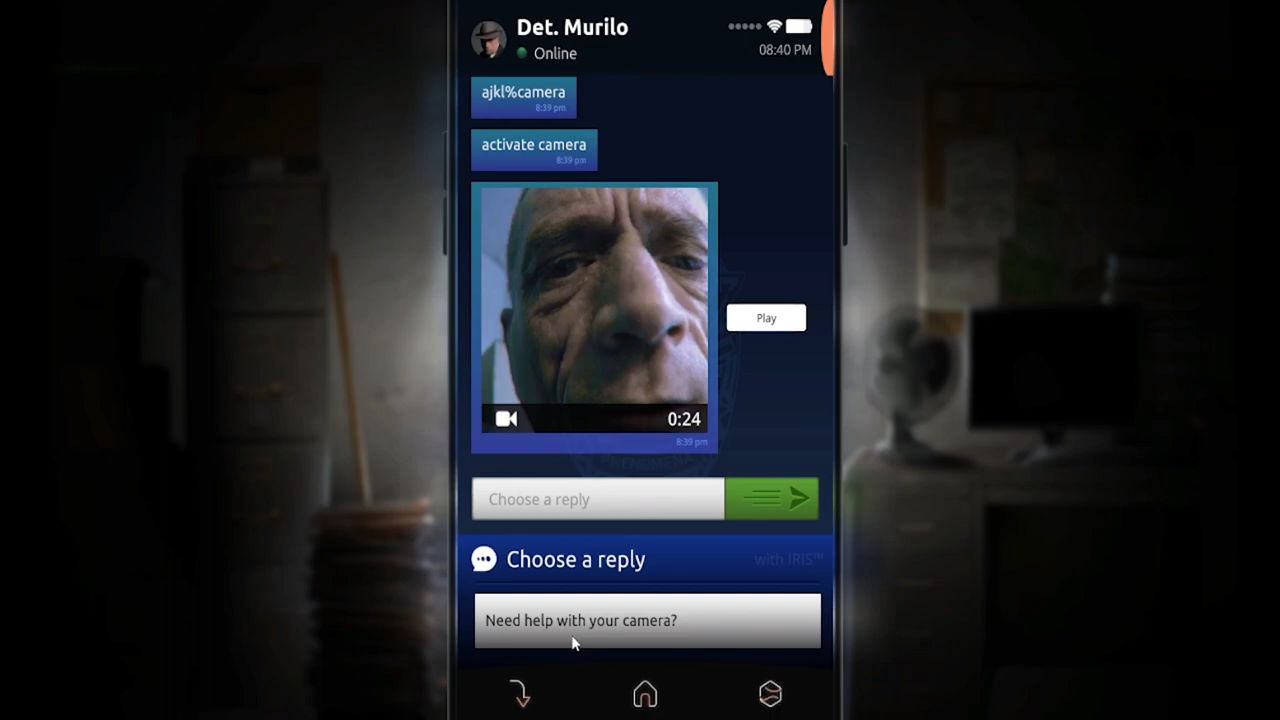 Det. Murilo
Online
08:40 PM
ajkl%camera
8:39 pm
activate camera
8:39 pm
Play
0:24
8:39 pm
Choose a reply
Choose a reply
with IRIS™
Need help with your camera?